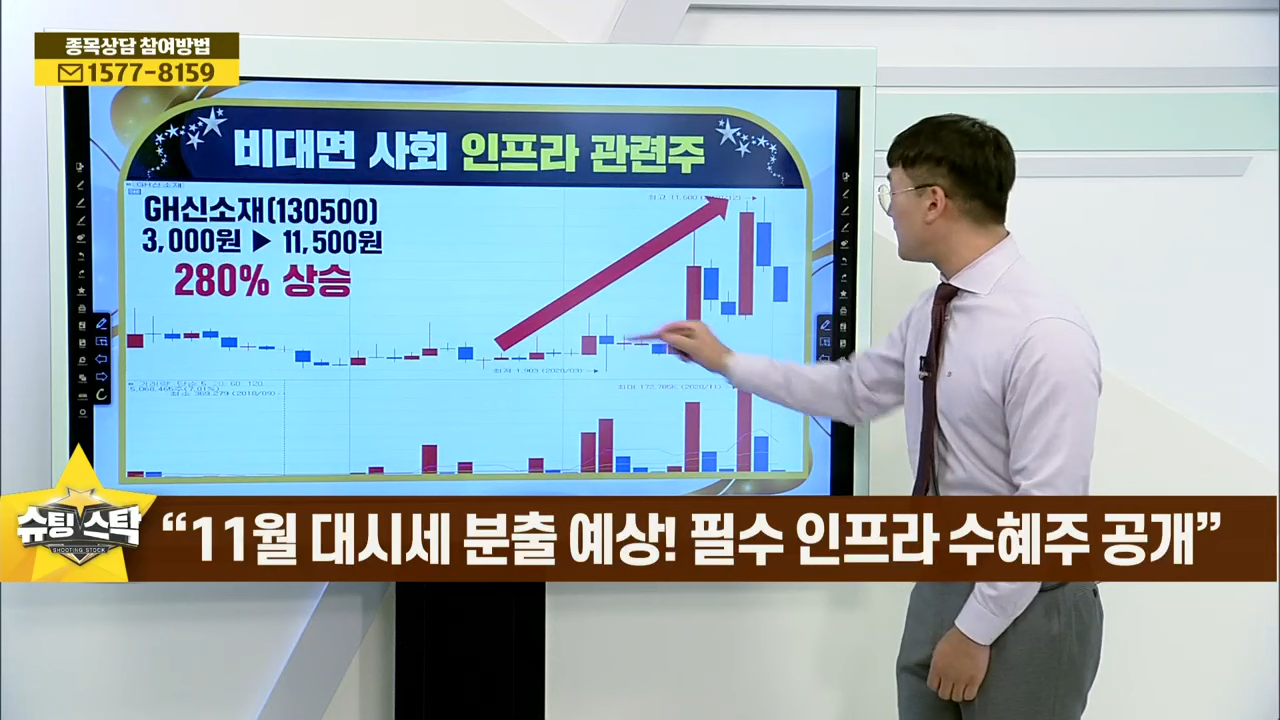 종목상담 참여방법
1577-8159
비대면 사회 인프라 관련주
GH신소재(130500)
3,000원 ▶ 11,500원
280% 상승
슈팅스탁
SHOOTING STOCK
“11월 대시세 분출 예상! 필수 인프라 수혜주 공개”